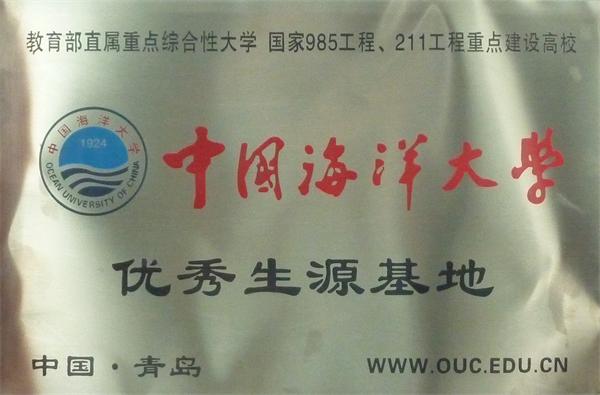 教育部直属重点综合性大学 国家985工程、211工程重点建设高校
中国海洋大学
1924
OCEAN UNIVERSITY OF CHINA
中国海洋大学
优秀生源基地
中国·青岛
WWW.OUC.EDU.CN